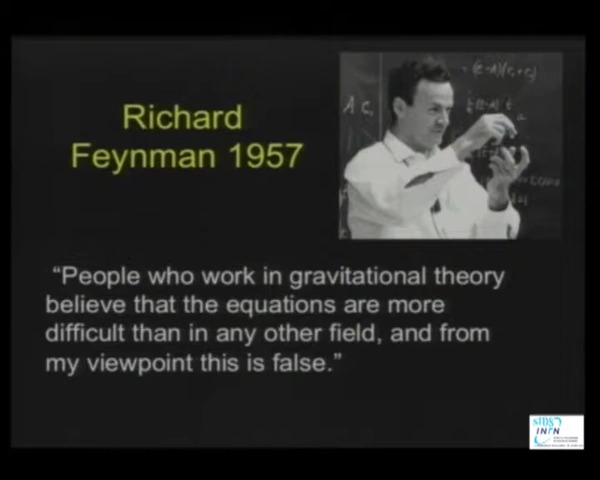 Richard
Feynman 1957
“People who work in gravitational theory
believe that the equations are more
difficult than in any other field, and from
my viewpoint this is false.”
INFN